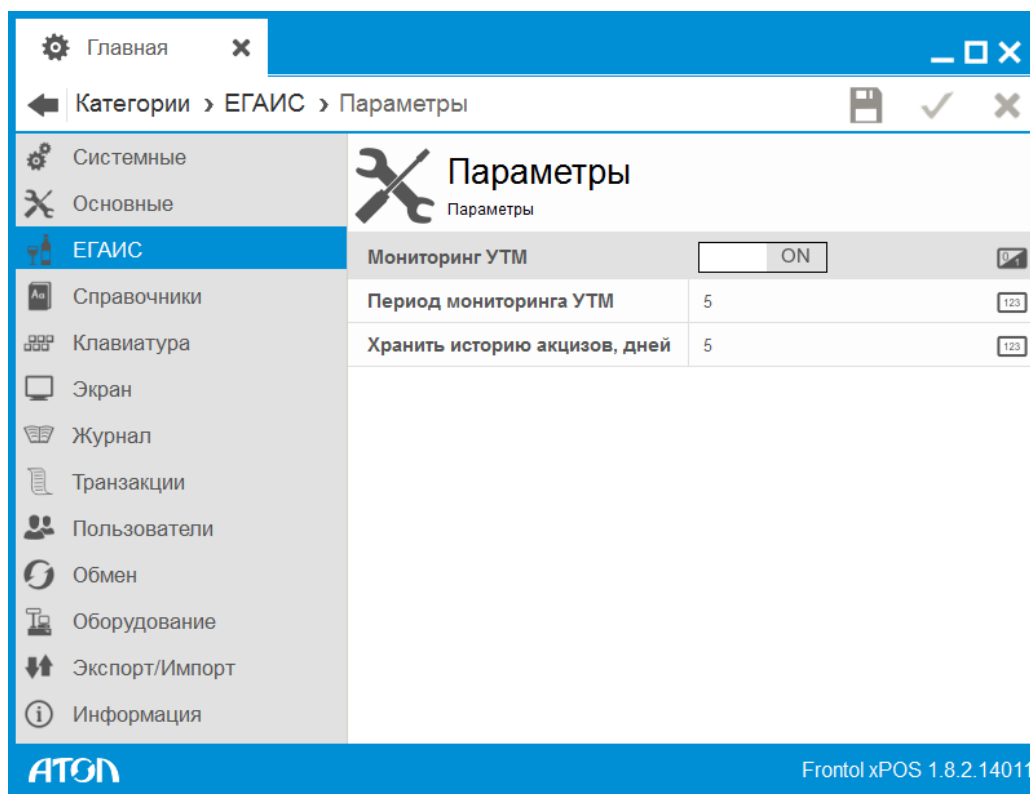 Главная
Категории › ЕГАИС › Параметры
Системные
Основные
ЕГАИС
Справочники
Клавиатура
Экран
Журнал
Транзакции
Пользователи
Обмен
Оборудование
Экспорт/Импорт
Информация
Параметры
Параметры
Мониторинг УТМ ON
Период мониторинга УТМ 5 123
Хранить историю акцизов, дней 5 123
ATOL
Frontol xPOS 1.8.2.14011